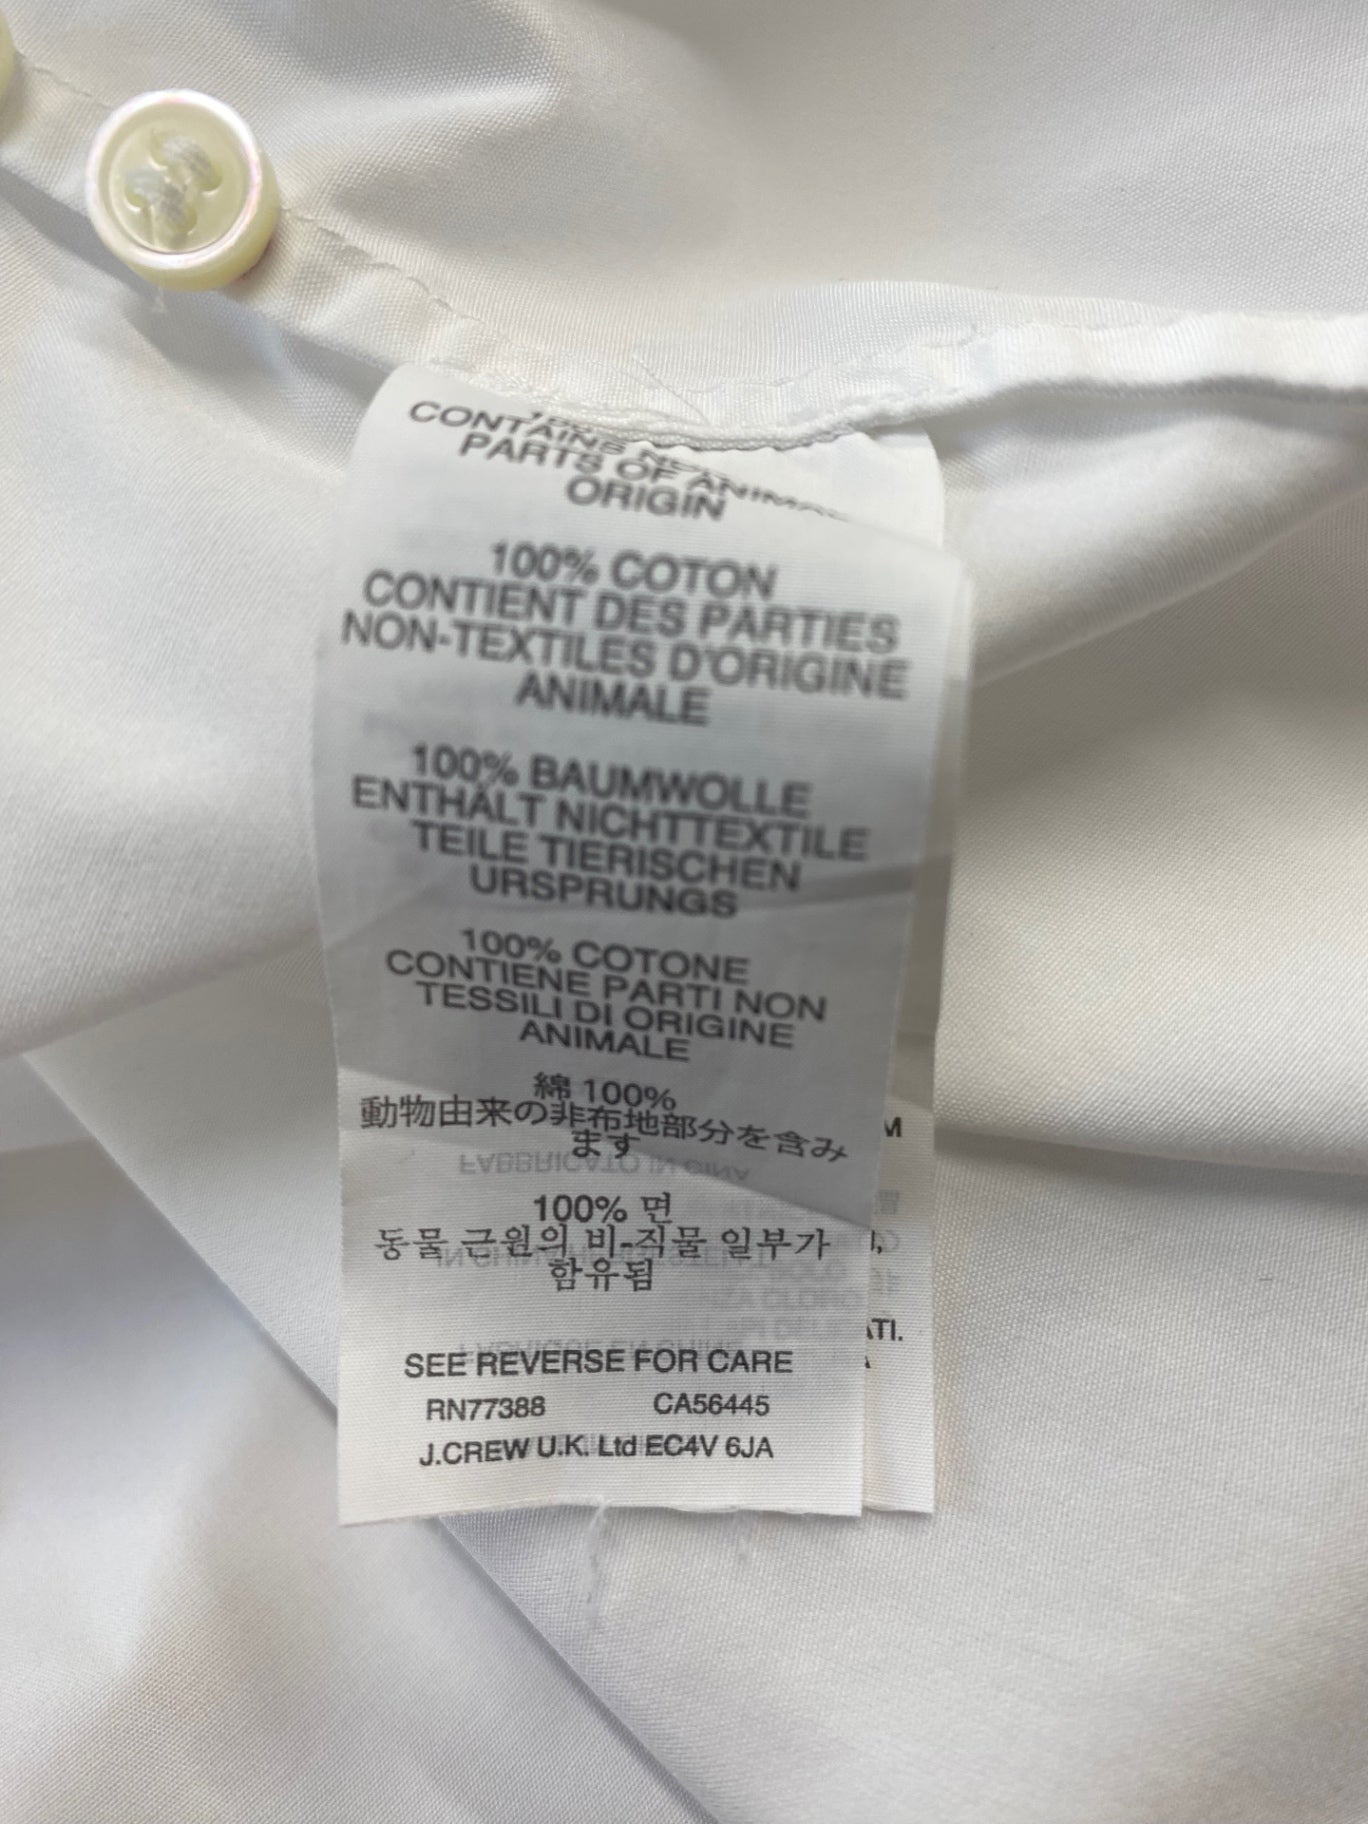 CONTAINS
PARTS OF ANIMAL
ORIGIN
100% COTON
CONTIENT DES PARTIES
NON-TEXTILES D'ORIGINE
ANIMALE
100% BAUMWOLLE
ENTHÄLT NICHTTEXTILE
TEILE TIERISCHEN
URSPRUNGS
100% COTONE
CONTIENE PARTI NON
TESSILI DI ORIGINE
ANIMALE
綿 100%
動物由来の非布地部分を含み
ます
100% 면
동물 근원의 비-직물 일부가
함유됨
SEE REVERSE FOR CARE
RN77388 CA56445
J.CREW U.K. Ltd EC4V 6JA